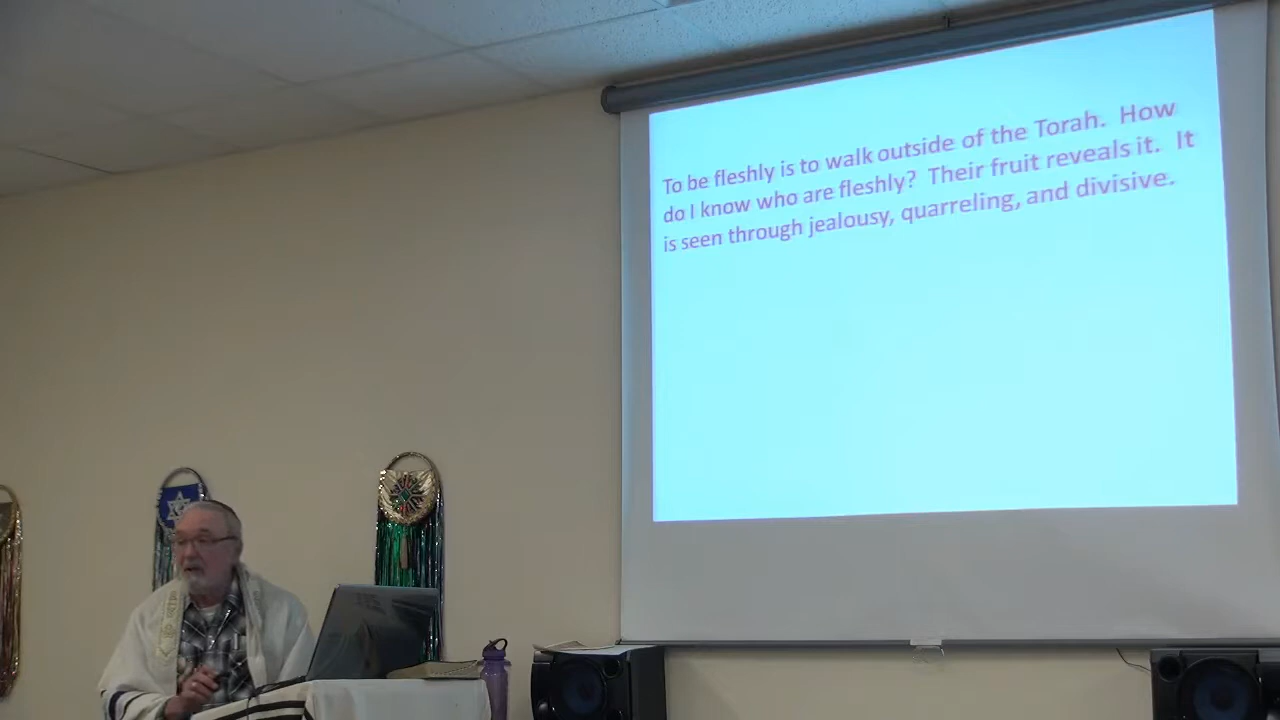 To be fleshly is to walk outside of the Torah. How
do I know who are fleshly? Their fruit reveals it. It
is seen through jealousy, quarreling, and divisive.